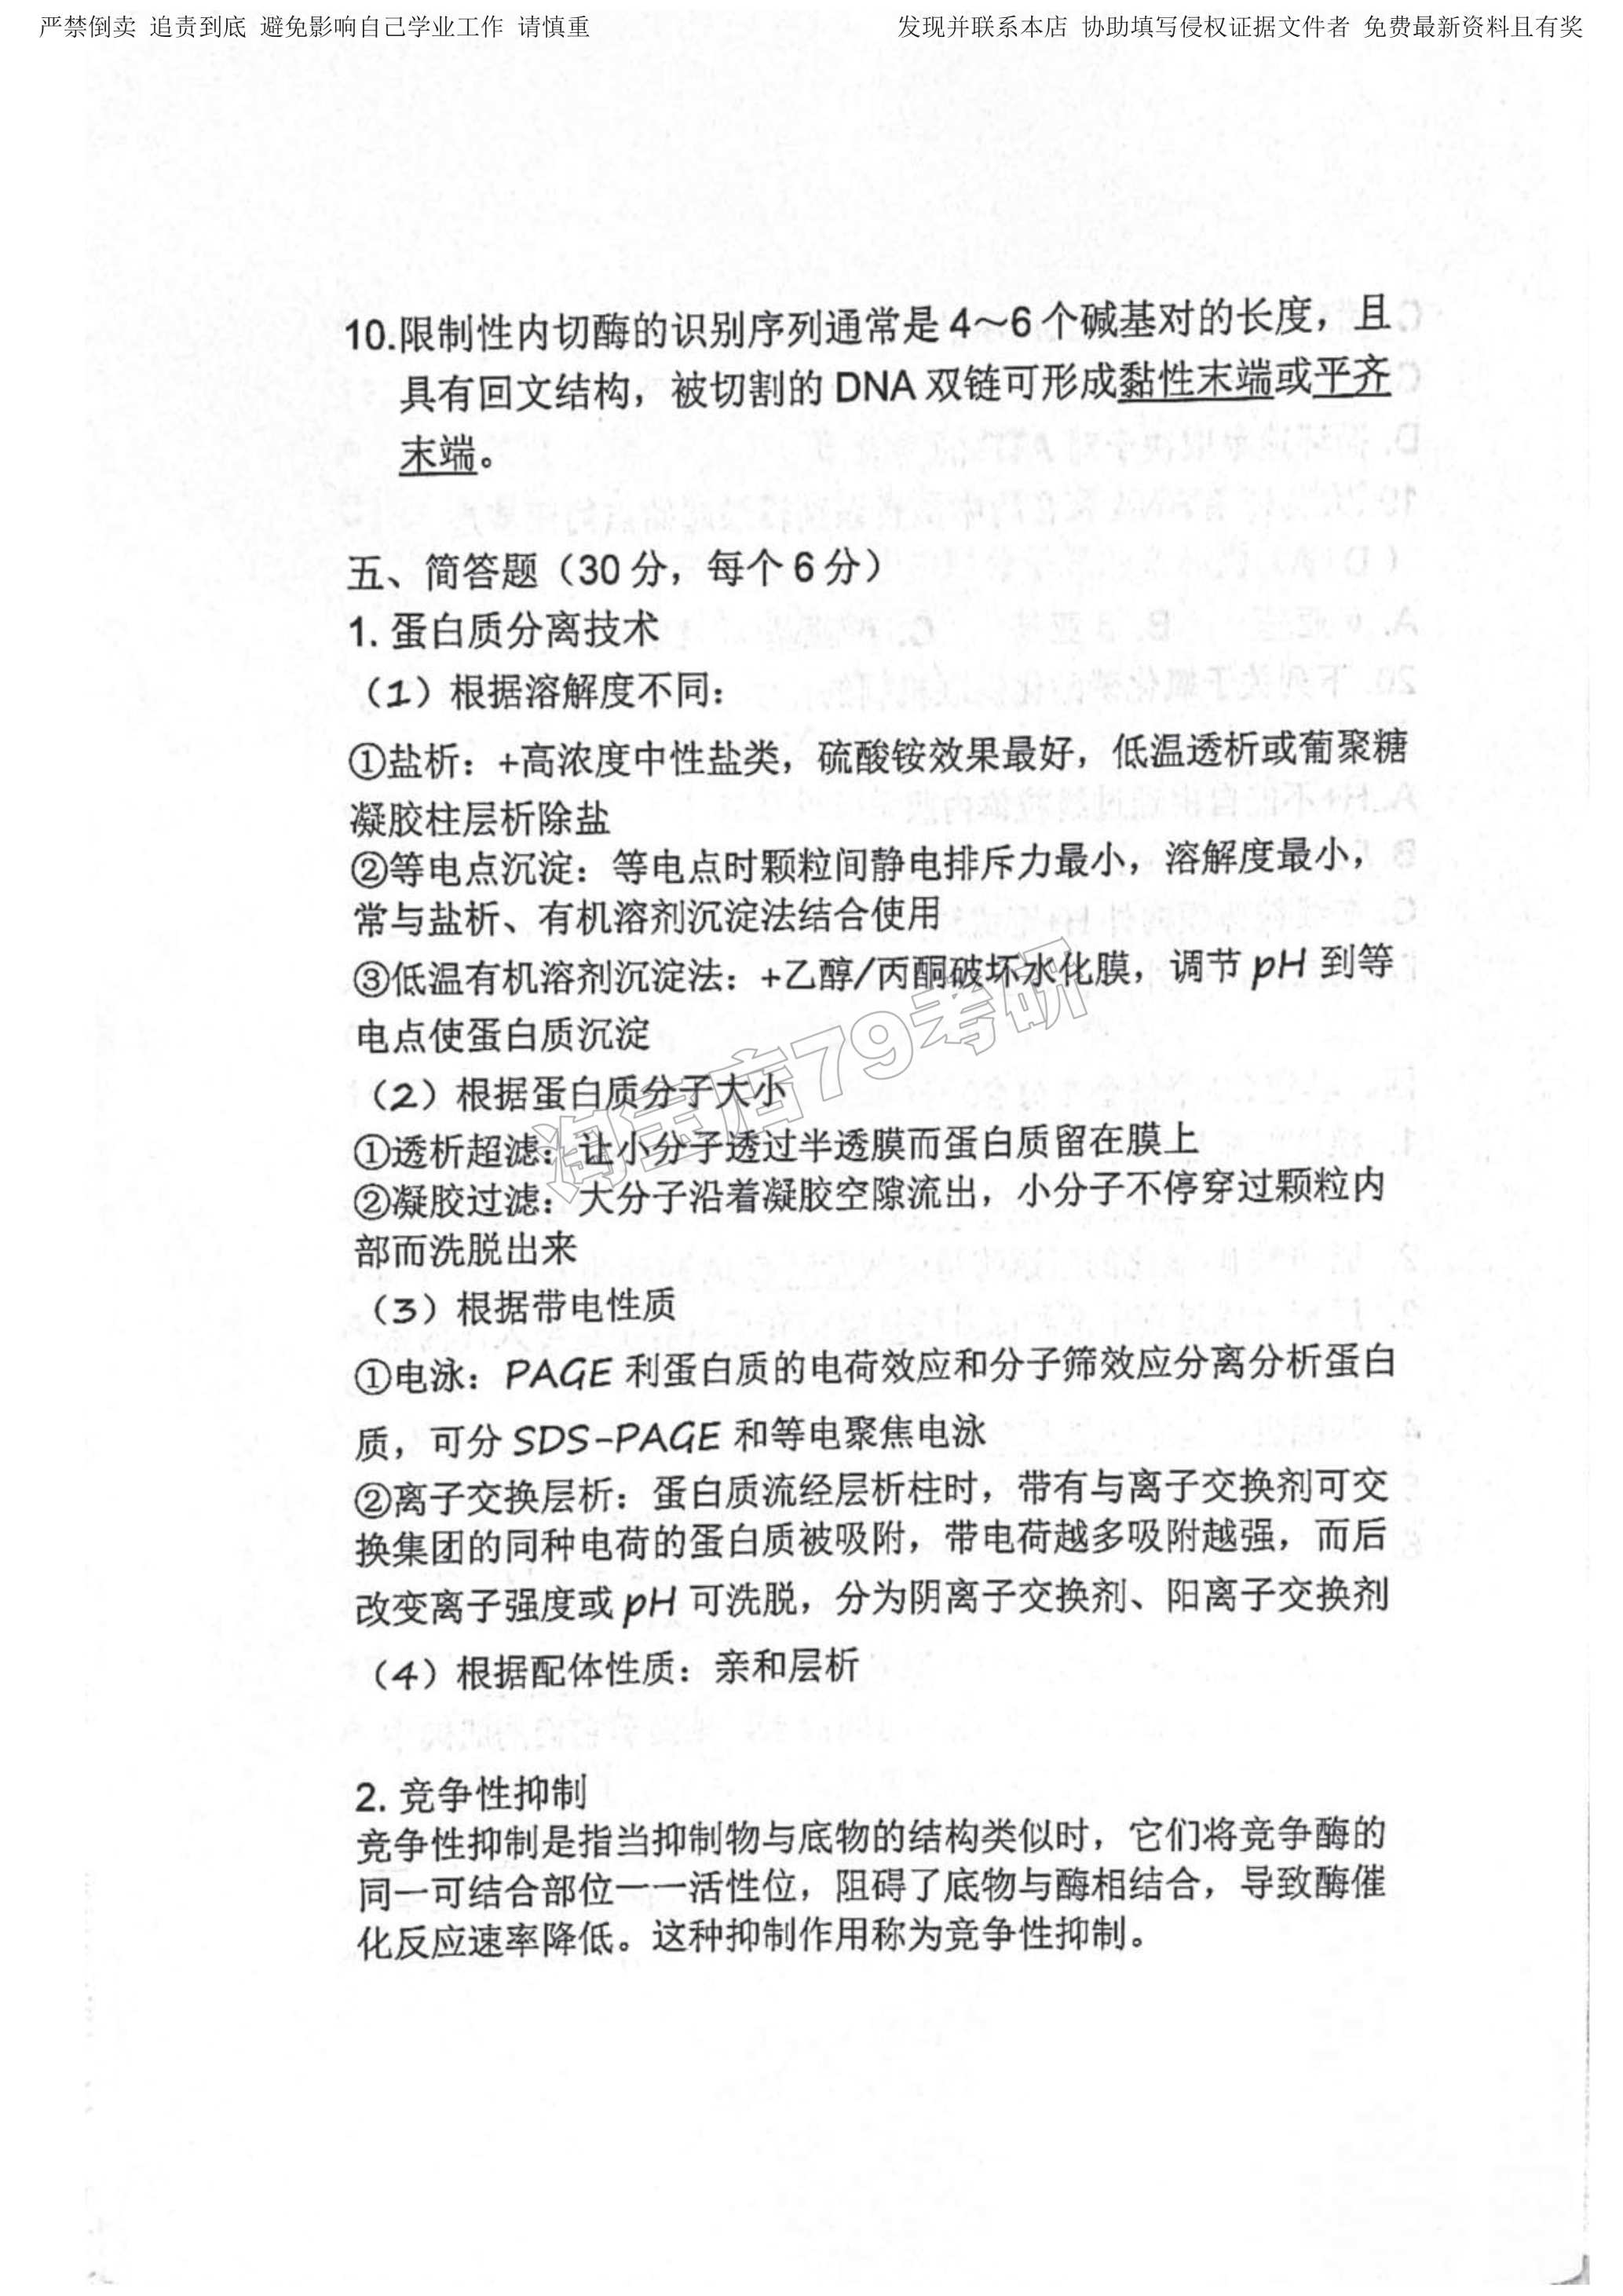 严禁倒卖 追责到底 避免影响自己学业工作 请慎重
发现并联系本店 协助填写侵权证据文件者 免费最新资料且有奖
10.限制性内切酶的识别序列通常是 4～6 个碱基对的长度，且
具有回文结构，被切割的 DNA 双链可形成黏性末端或平齐
末端。
五、简答题（30 分，每个 6 分）
1. 蛋白质分离技术
（1）根据溶解度不同：
①盐析：+高浓度中性盐类，硫酸铵效果最好，低温透析或葡聚糖
凝胶柱层析除盐
②等电点沉淀：等电点时颗粒间静电排斥力最小，溶解度最小，
常与盐析、有机溶剂沉淀法结合使用
③低温有机溶剂沉淀法：+乙醇/丙酮破坏水化膜，调节 pH 到等
电点使蛋白质沉淀
（2）根据蛋白质分子大小
①透析超滤：让小分子透过半透膜而蛋白质留在膜上
②凝胶过滤：大分子沿着凝胶空隙流出，小分子不停穿过颗粒内
部而洗脱出来
（3）根据带电性质
①电泳：PAGE 利蛋白质的电荷效应和分子筛效应分离分析蛋白
质，可分 SDS-PAGE 和等电聚焦电泳
②离子交换层析：蛋白质流经层析柱时，带有与离子交换剂可交
换集团的同种电荷的蛋白质被吸附，带电荷越多吸附越强，而后
改变离子强度或 pH 可洗脱，分为阴离子交换剂、阳离子交换剂
（4）根据配体性质：亲和层析
2. 竞争性抑制
竞争性抑制是指当抑制物与底物的结构类似时，它们将竞争酶的
同一可结合部位一一活性位，阻碍了底物与酶相结合，导致酶催
化反应速率降低。这种抑制作用称为竞争性抑制。
淘宝店79考研